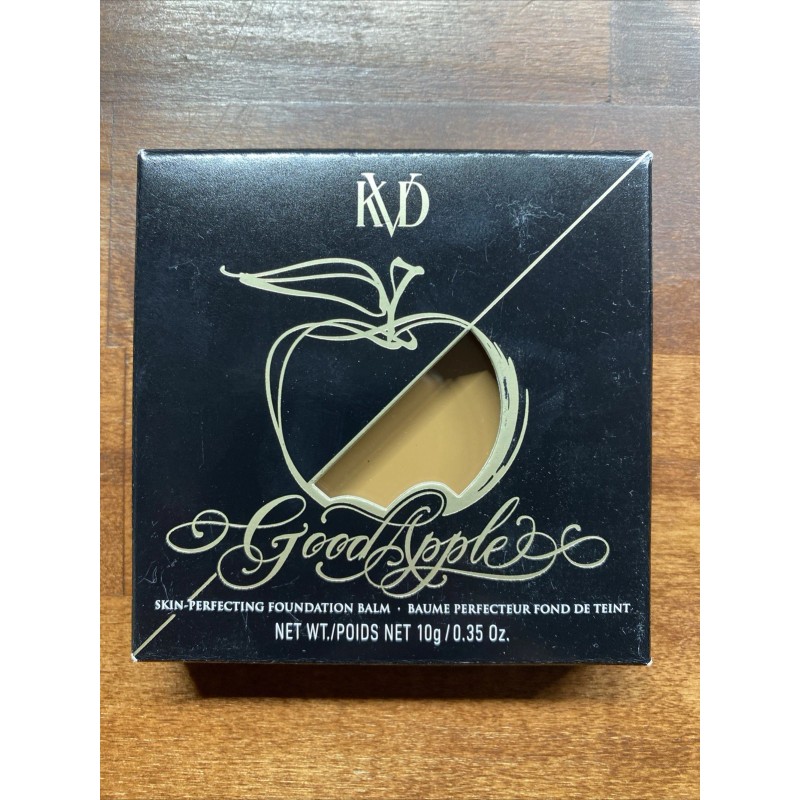 KVD
Good Apple
SKIN-PERFECTING FOUNDATION BALM · BAUME PERFECTEUR FOND DE TEINT
NET WT./POIDS NET 10g/0.35 Oz.